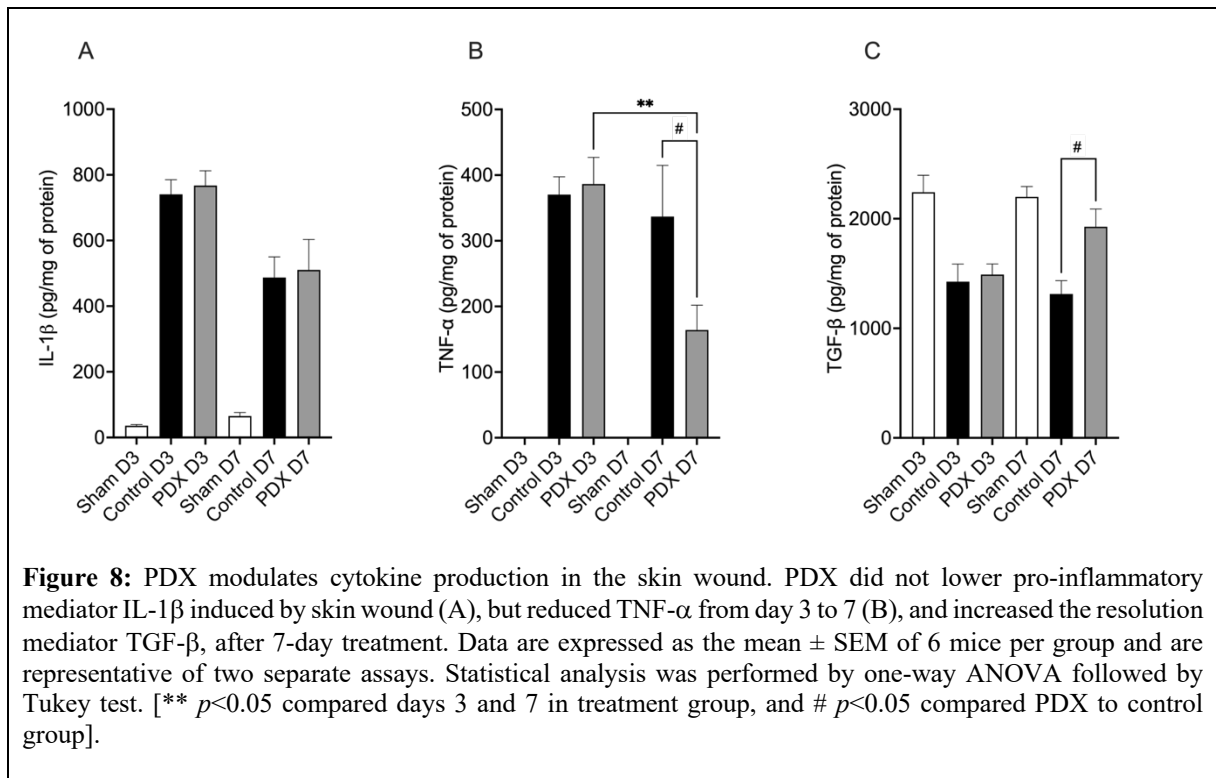 A
B
C
IL-1β (pg/mg of protein)
1000
800
600
400
200
0
Sham D3
Control D3
PDX D3
Sham D7
Control D7
PDX D7
TNF-α (pg/mg of protein)
500
400
300
200
100
0
**
#
Sham D3
Control D3
PDX D3
Sham D7
Control D7
PDX D7
TGF-β (pg/mg of protein)
3000
2000
1000
0
#
Sham D3
Control D3
PDX D3
Sham D7
Control D7
PDX D7
Figure 8: PDX modulates cytokine production in the skin wound. PDX did not lower pro-inflammatory
mediator IL-1β induced by skin wound (A), but reduced TNF-α from day 3 to 7 (B), and increased the resolution
mediator TGF-β, after 7-day treatment. Data are expressed as the mean ± SEM of 6 mice per group and are
representative of two separate assays. Statistical analysis was performed by one-way ANOVA followed by
Tukey test. [** p<0.05 compared days 3 and 7 in treatment group, and # p<0.05 compared PDX to control
group].